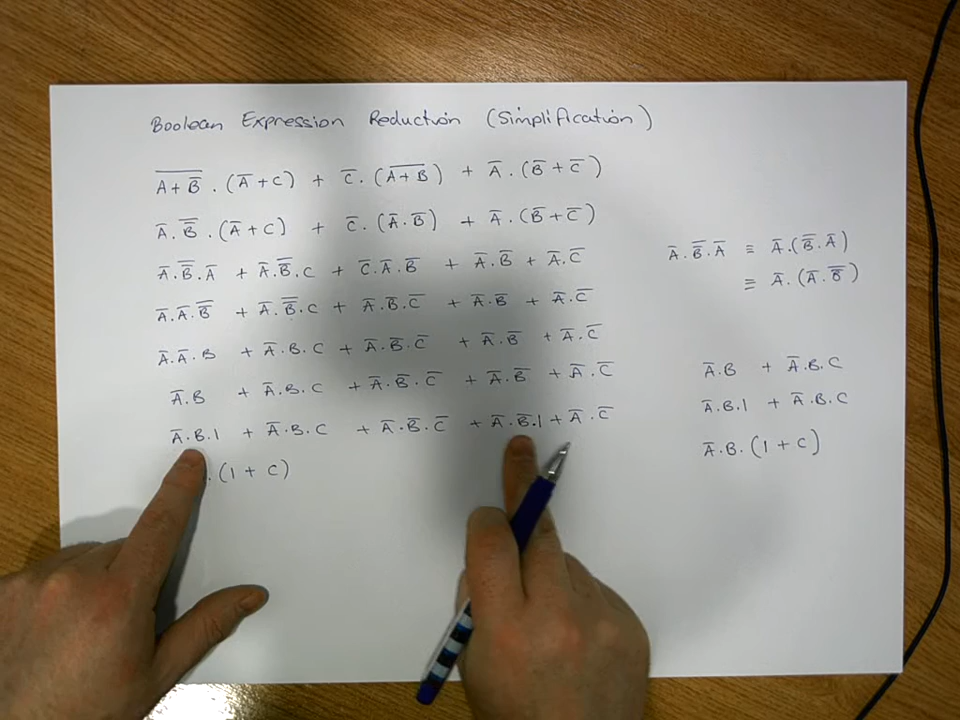 Boolean Expression Reduction (Simplification)
A̅+̅B̿.(A̅+C) + C̅.(A̅+̅B̅) + A̅.(B̅+C̅)
A̅.B̿.(A̅+C) + C̅.(A̅.B̅) + A̅.(B̅+C̅)
A̅.B̿.A̅ + A̅.B̿.C + C̅.A̅.B̅ + A̅.B̅ + A̅.C̅
A̅.A̅.B̿ + A̅.B̿.C + A̅.B̅.C̅ + A̅.B̅ + A̅.C̅
A̅.A̅.B + A̅.B.C + A̅.B̅.C̅ + A̅.B̅ + A̅.C̅
A̅.B + A̅.B.C + A̅.B̅.C̅ + A̅.B̅ + A̅.C̅
A̅.B.1 + A̅.B.C + A̅.B̅.C̅ + A̅.B̅.1 + A̅.C̅
.(1+C)
A̅.B̿.A̅ ≡ A̅.(B̿.A̅)
≡ A̅.(A̅.B̿)
A̅.B + A̅.B.C
A̅.B.1 + A̅.B.C
A̅.B.(1+C)